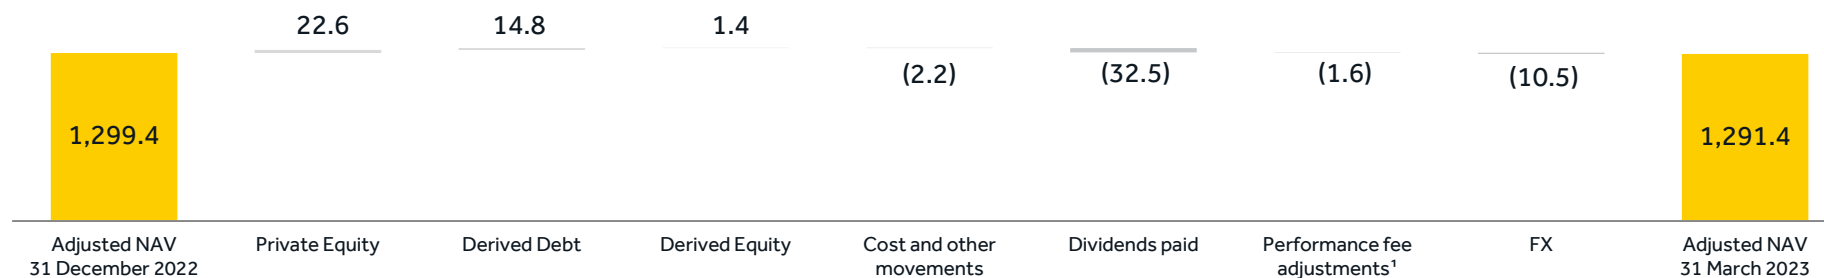 22.6
14.8
1.4
(2.2)
(32.5)
(1.6)
(10.5)
1,299.4
1,291.4
Adjusted NAV
31 December 2022
Private Equity
Derived Debt
Derived Equity
Cost and other
movements
Dividends paid
Performance fee
adjustments¹
FX
Adjusted NAV
31 March 2023